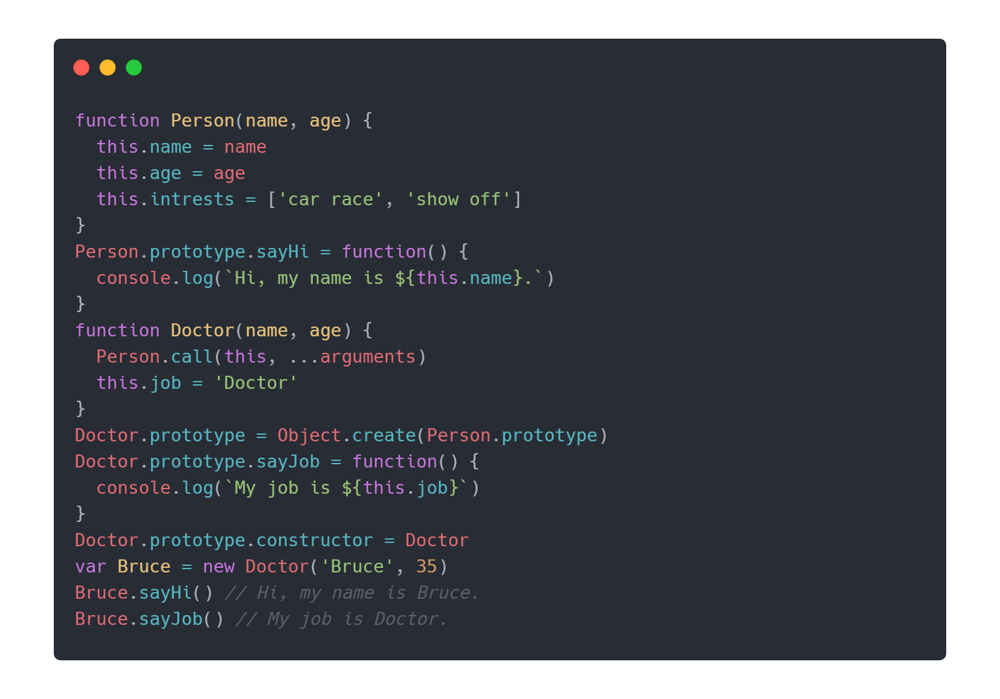 function Person(name, age) {
  this.name = name
  this.age = age
  this.intrests = ['car race', 'show off']
}
Person.prototype.sayHi = function() {
  console.log(`Hi, my name is ${this.name}.`)
}
function Doctor(name, age) {
  Person.call(this, ...arguments)
  this.job = 'Doctor'
}
Doctor.prototype = Object.create(Person.prototype)
Doctor.prototype.sayJob = function() {
  console.log(`My job is ${this.job}`)
}
Doctor.prototype.constructor = Doctor
var Bruce = new Doctor('Bruce', 35)
Bruce.sayHi() // Hi, my name is Bruce.
Bruce.sayJob() // My job is Doctor.